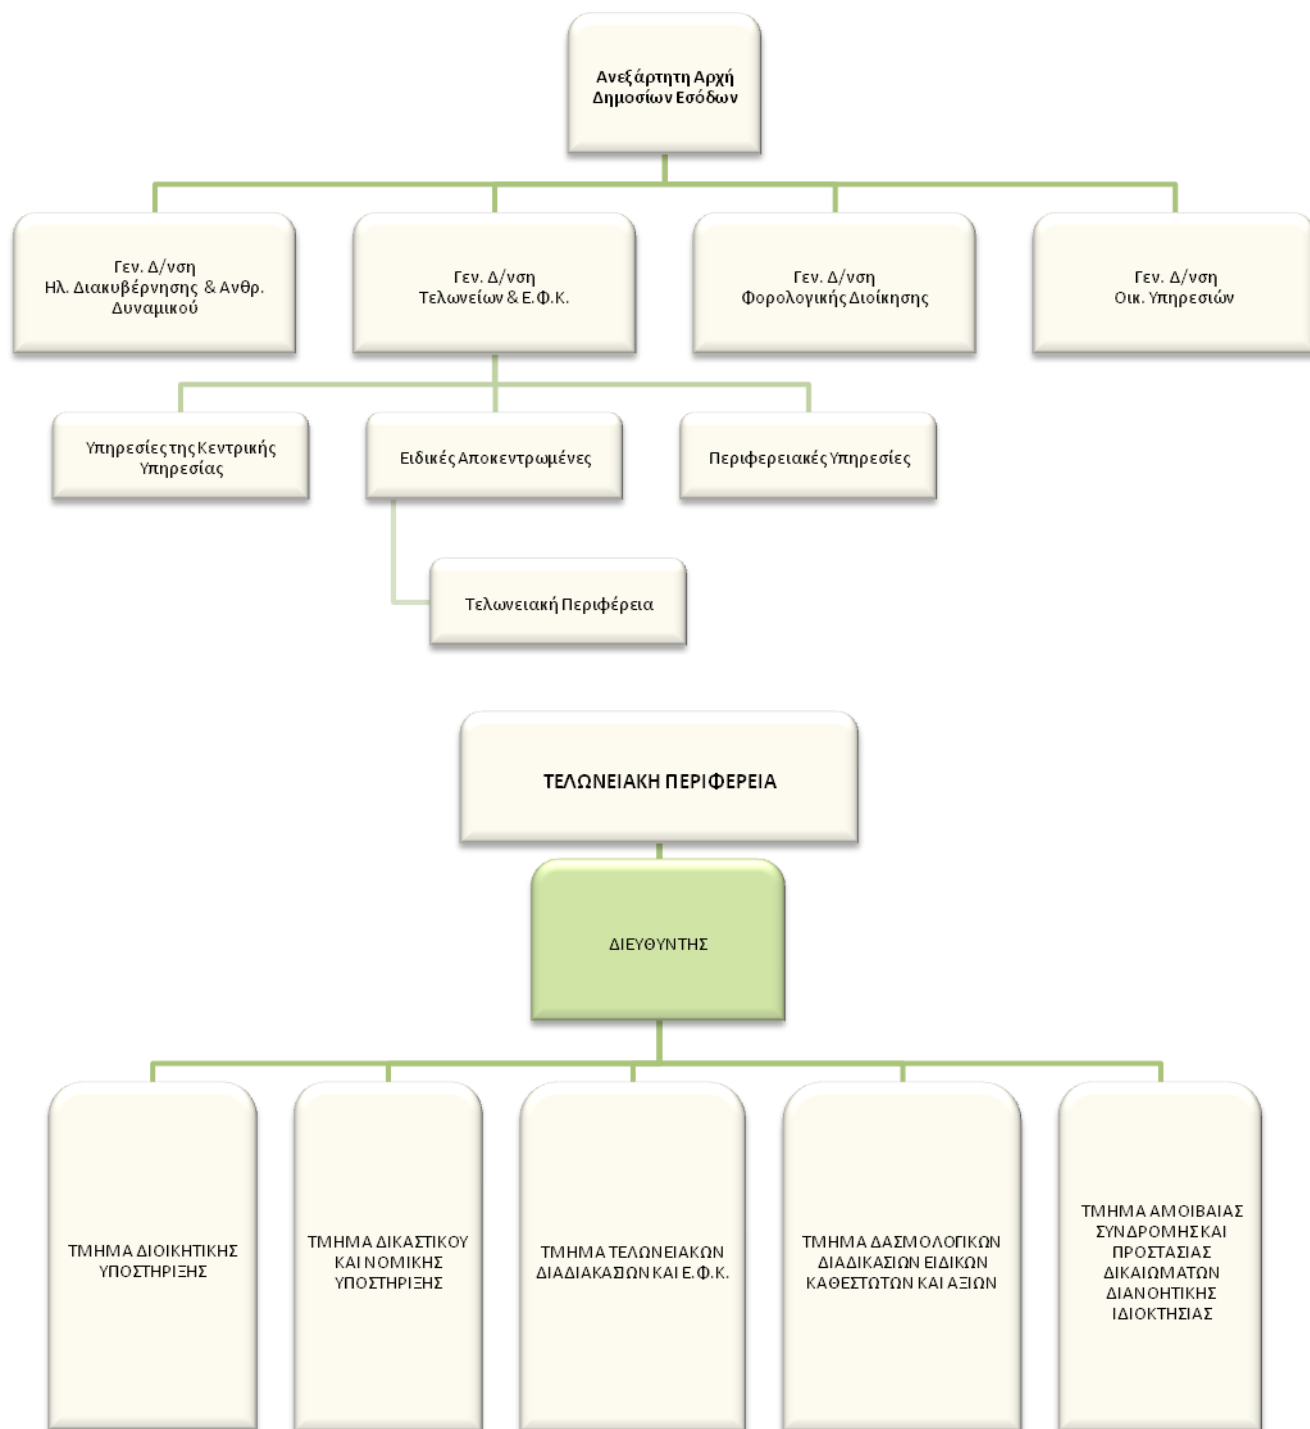 Ανεξάρτητη Αρχή
Δημοσίων Εσόδων
Γεν. Δ/νση
Ηλ. Διακυβέρνησης & Ανθρ.
Δυναμικού
Γεν. Δ/νση
Τελωνείων & Ε.Φ.Κ.
Γεν. Δ/νση
Φορολογικής Διοίκησης
Γεν. Δ/νση
Οικ. Υπηρεσιών
Υπηρεσίες της Κεντρικής
Υπηρεσίας
Ειδικές Αποκεντρωμένες
Περιφερειακές Υπηρεσίες
Τελωνειακή Περιφέρεια
ΤΕΛΩΝΕΙΑΚΗ ΠΕΡΙΦΕΡΕΙΑ
ΔΙΕΥΘΥΝΤΗΣ
ΤΜΗΜΑ ΔΙΟΙΚΗΤΙΚΗΣ
ΥΠΟΣΤΗΡΙΞΗΣ
ΤΜΗΜΑ ΔΙΚΑΣΤΙΚΟΥ
ΚΑΙ ΝΟΜΙΚΗΣ
ΥΠΟΣΤΗΡΙΞΗΣ
ΤΜΗΜΑ ΤΕΛΩΝΕΙΑΚΩΝ
ΔΙΑΔΙΑΚΑΣΙΩΝ ΚΑΙ Ε.Φ.Κ.
ΤΜΗΜΑ ΔΑΣΜΟΛΟΓΙΚΩΝ
ΔΙΑΔΙΚΑΣΙΩΝ ΕΙΔΙΚΩΝ
ΚΑΘΕΣΤΩΤΩΝ ΚΑΙ ΑΞΙΩΝ
ΤΜΗΜΑ ΑΜΟΙΒΑΙΑΣ
ΣΥΝΔΡΟΜΗΣ ΚΑΙ
ΠΡΟΣΤΑΣΙΑΣ
ΔΙΚΑΙΩΜΑΤΩΝ
ΔΙΑΝΟΗΤΙΚΗΣ
ΙΔΙΟΚΤΗΣΙΑΣ